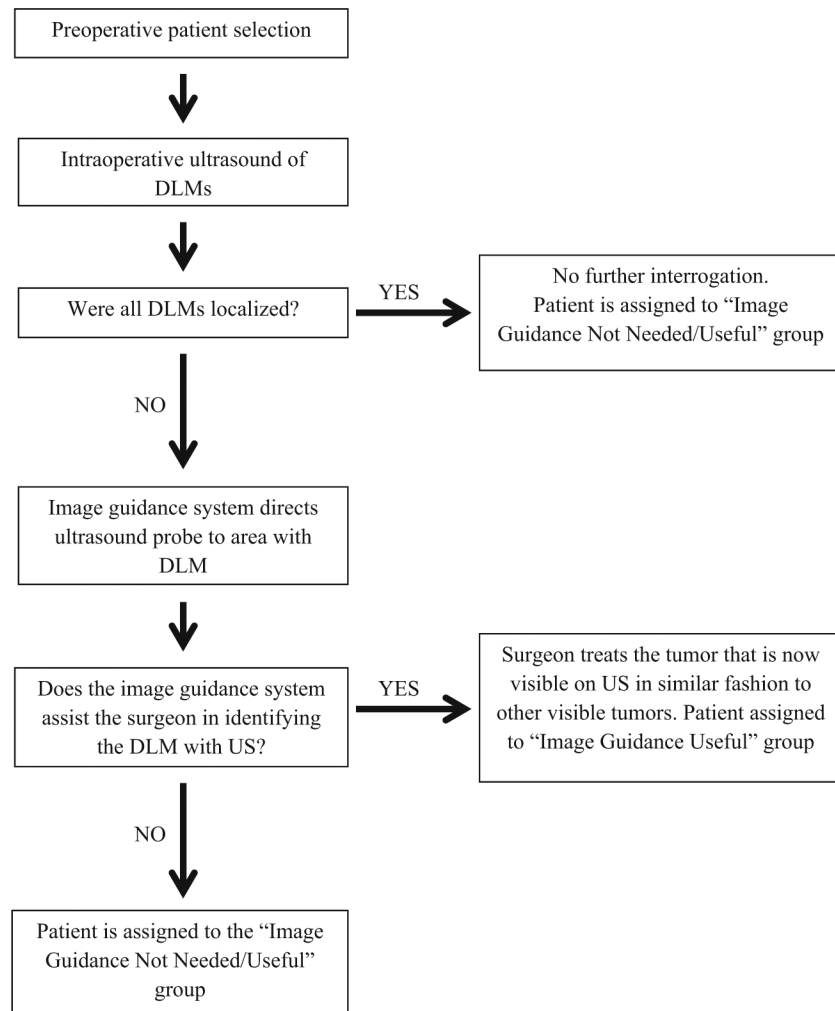 Preoperative patient selection
Intraoperative ultrasound of
DLMs
Were all DLMs localized?
YES
No further interrogation.
Patient is assigned to “Image
Guidance Not Needed/Useful” group
NO
Image guidance system directs
ultrasound probe to area with
DLM
Does the image guidance system
assist the surgeon in identifying
the DLM with US?
YES
Surgeon treats the tumor that is now
visible on US in similar fashion to
other visible tumors. Patient assigned
to “Image Guidance Useful” group
NO
Patient is assigned to the “Image
Guidance Not Needed/Useful”
group